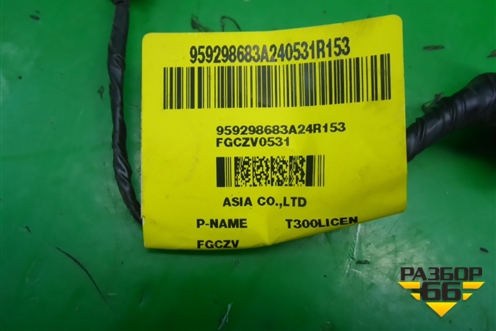 959298683A240531R153
959298683A24R153
FGCZV0531
ASIA CO.,LTD
P-NAME T300LICEN
FGCZV
РАЗБОР
66